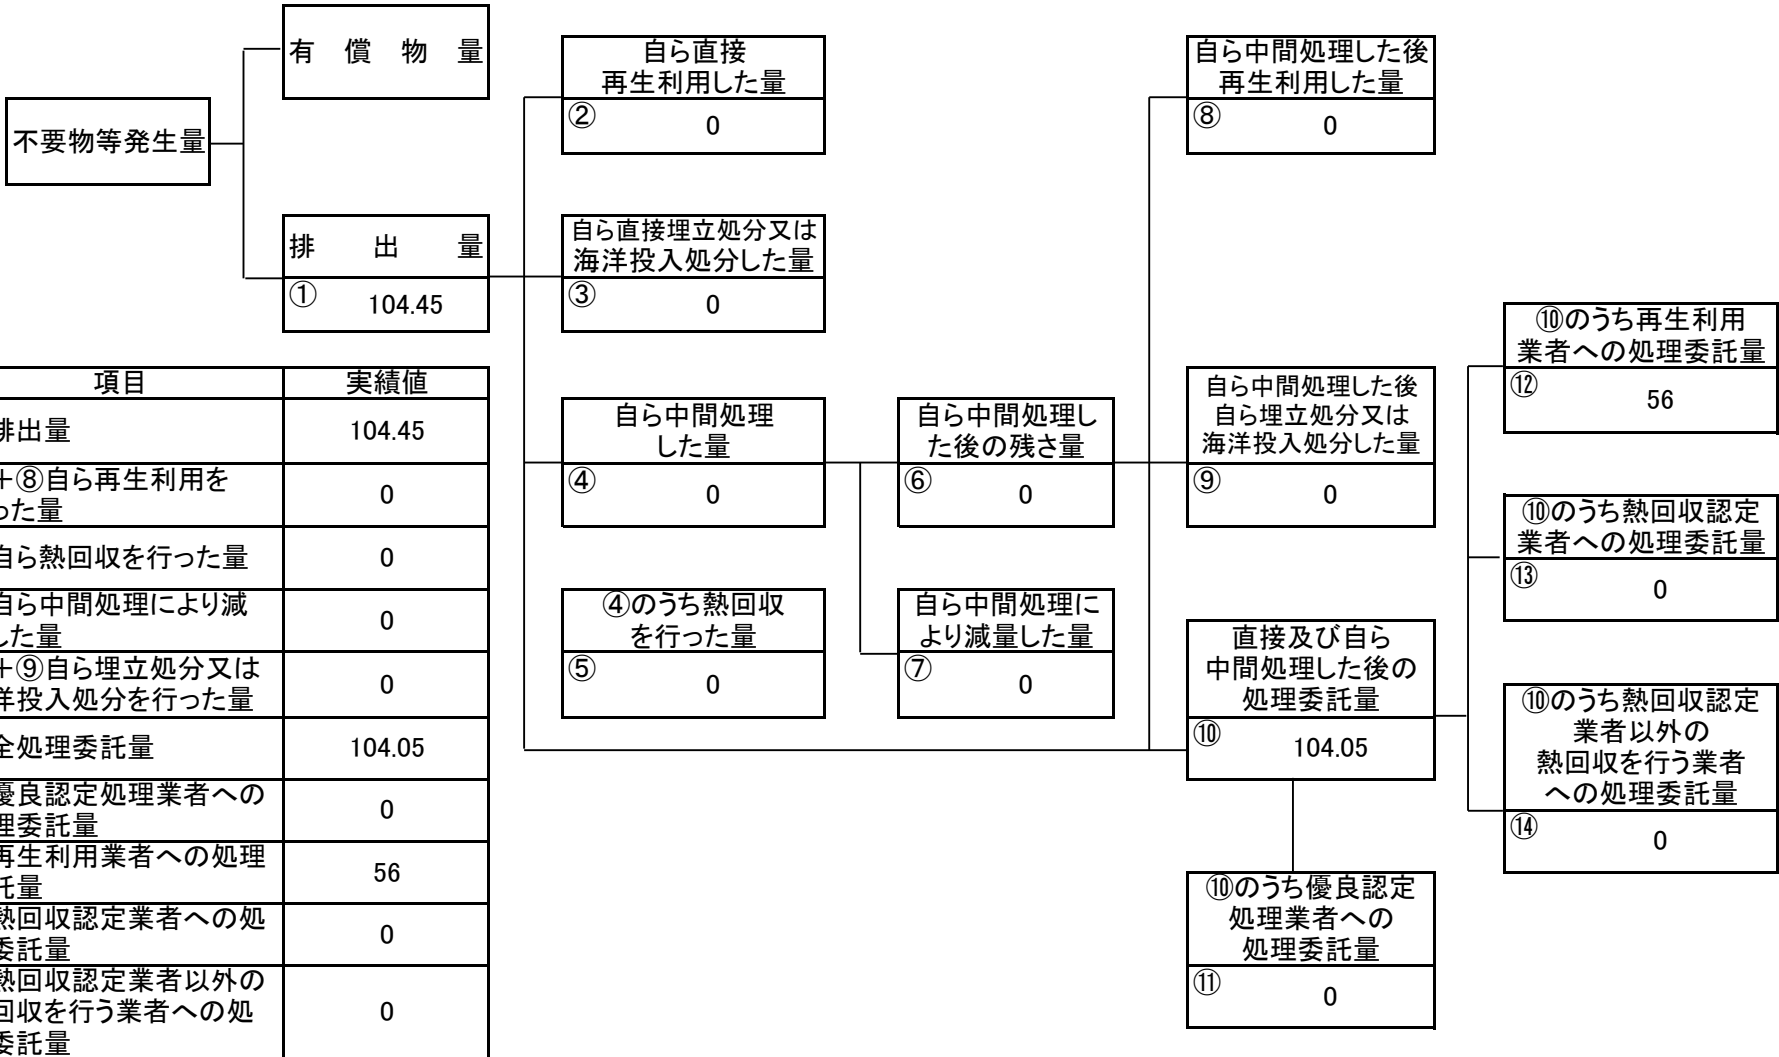 有 償 物 量
不要物等発生量
排 出 量
① 104.45
自ら直接
再生利用した量
② 0
自ら直接埋立処分又は
海洋投入処分した量
③ 0
自ら中間処理
した量
④ 0
④のうち熱回収
を行った量
⑤ 0
自ら中間処理し
た後の残さ量
⑥ 0
自ら中間処理に
より減量した量
⑦ 0
自ら中間処理した後
再生利用した量
⑧ 0
自ら中間処理した後
自ら埋立処分又は
海洋投入処分した量
⑨ 0
直接及び自ら
中間処理した後の
処理委託量
⑩ 104.05
⑩のうち優良認定
処理業者への
処理委託量
⑪ 0
⑩のうち再生利用
業者への処理委託量
⑫ 56
⑩のうち熱回収認定
業者への処理委託量
⑬ 0
⑩のうち熱回収認定
業者以外の
熱回収を行う業者
への処理委託量
⑭ 0
項目 実績値
排出量 104.45
+⑧自ら再生利用を
った量 0
自ら熱回収を行った量 0
自ら中間処理により減
した量 0
+⑨自ら埋立処分又は
洋投入処分を行った量 0
全処理委託量 104.05
優良認定処理業者への
理委託量 0
再生利用業者への処理
託量 56
熱回収認定業者への処
委託量 0
熱回収認定業者以外の
回収を行う業者への処
委託量 0